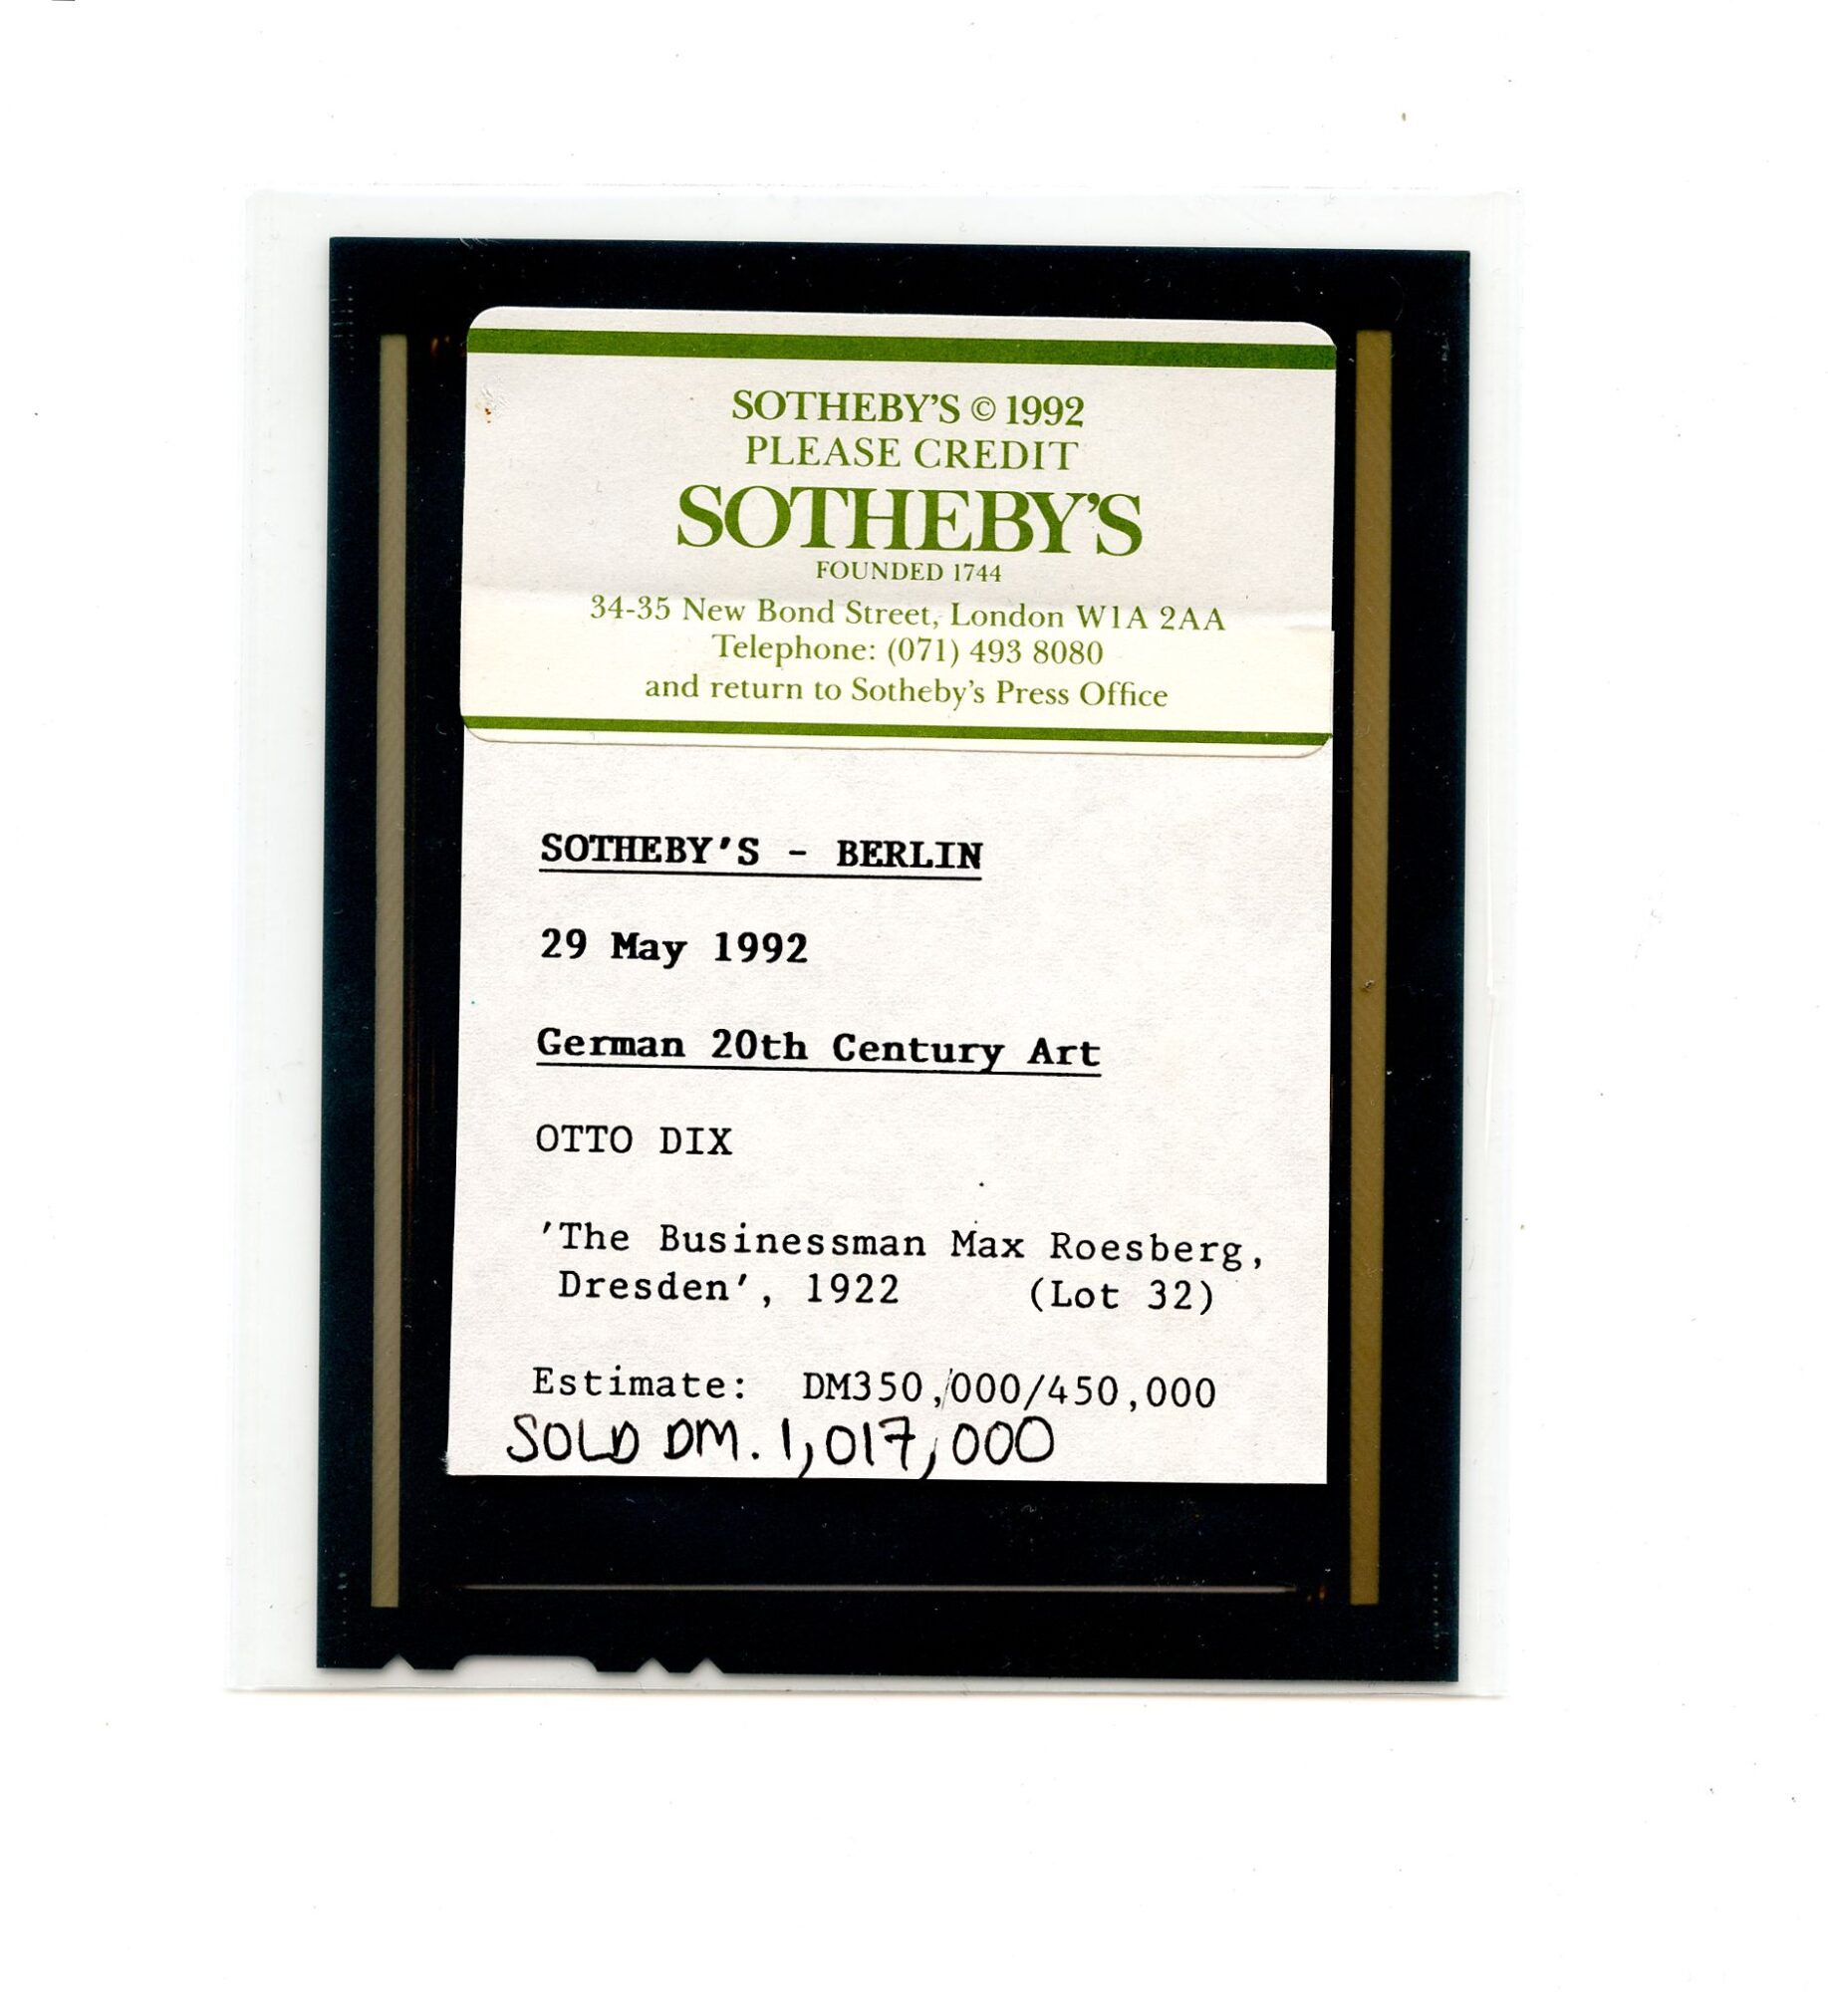 SOTHEBY'S © 1992
PLEASE CREDIT
SOTHEBY'S
FOUNDED 1744
34-35 New Bond Street, London W1A 2AA
Telephone: (071) 493 8080
and return to Sotheby's Press Office
SOTHEBY'S - BERLIN
29 May 1992
German 20th Century Art
OTTO DIX
'The Businessman Max Roesberg,
Dresden', 1922 (Lot 32)
Estimate: DM350,000/450,000
SOLD DM. 1,017,000